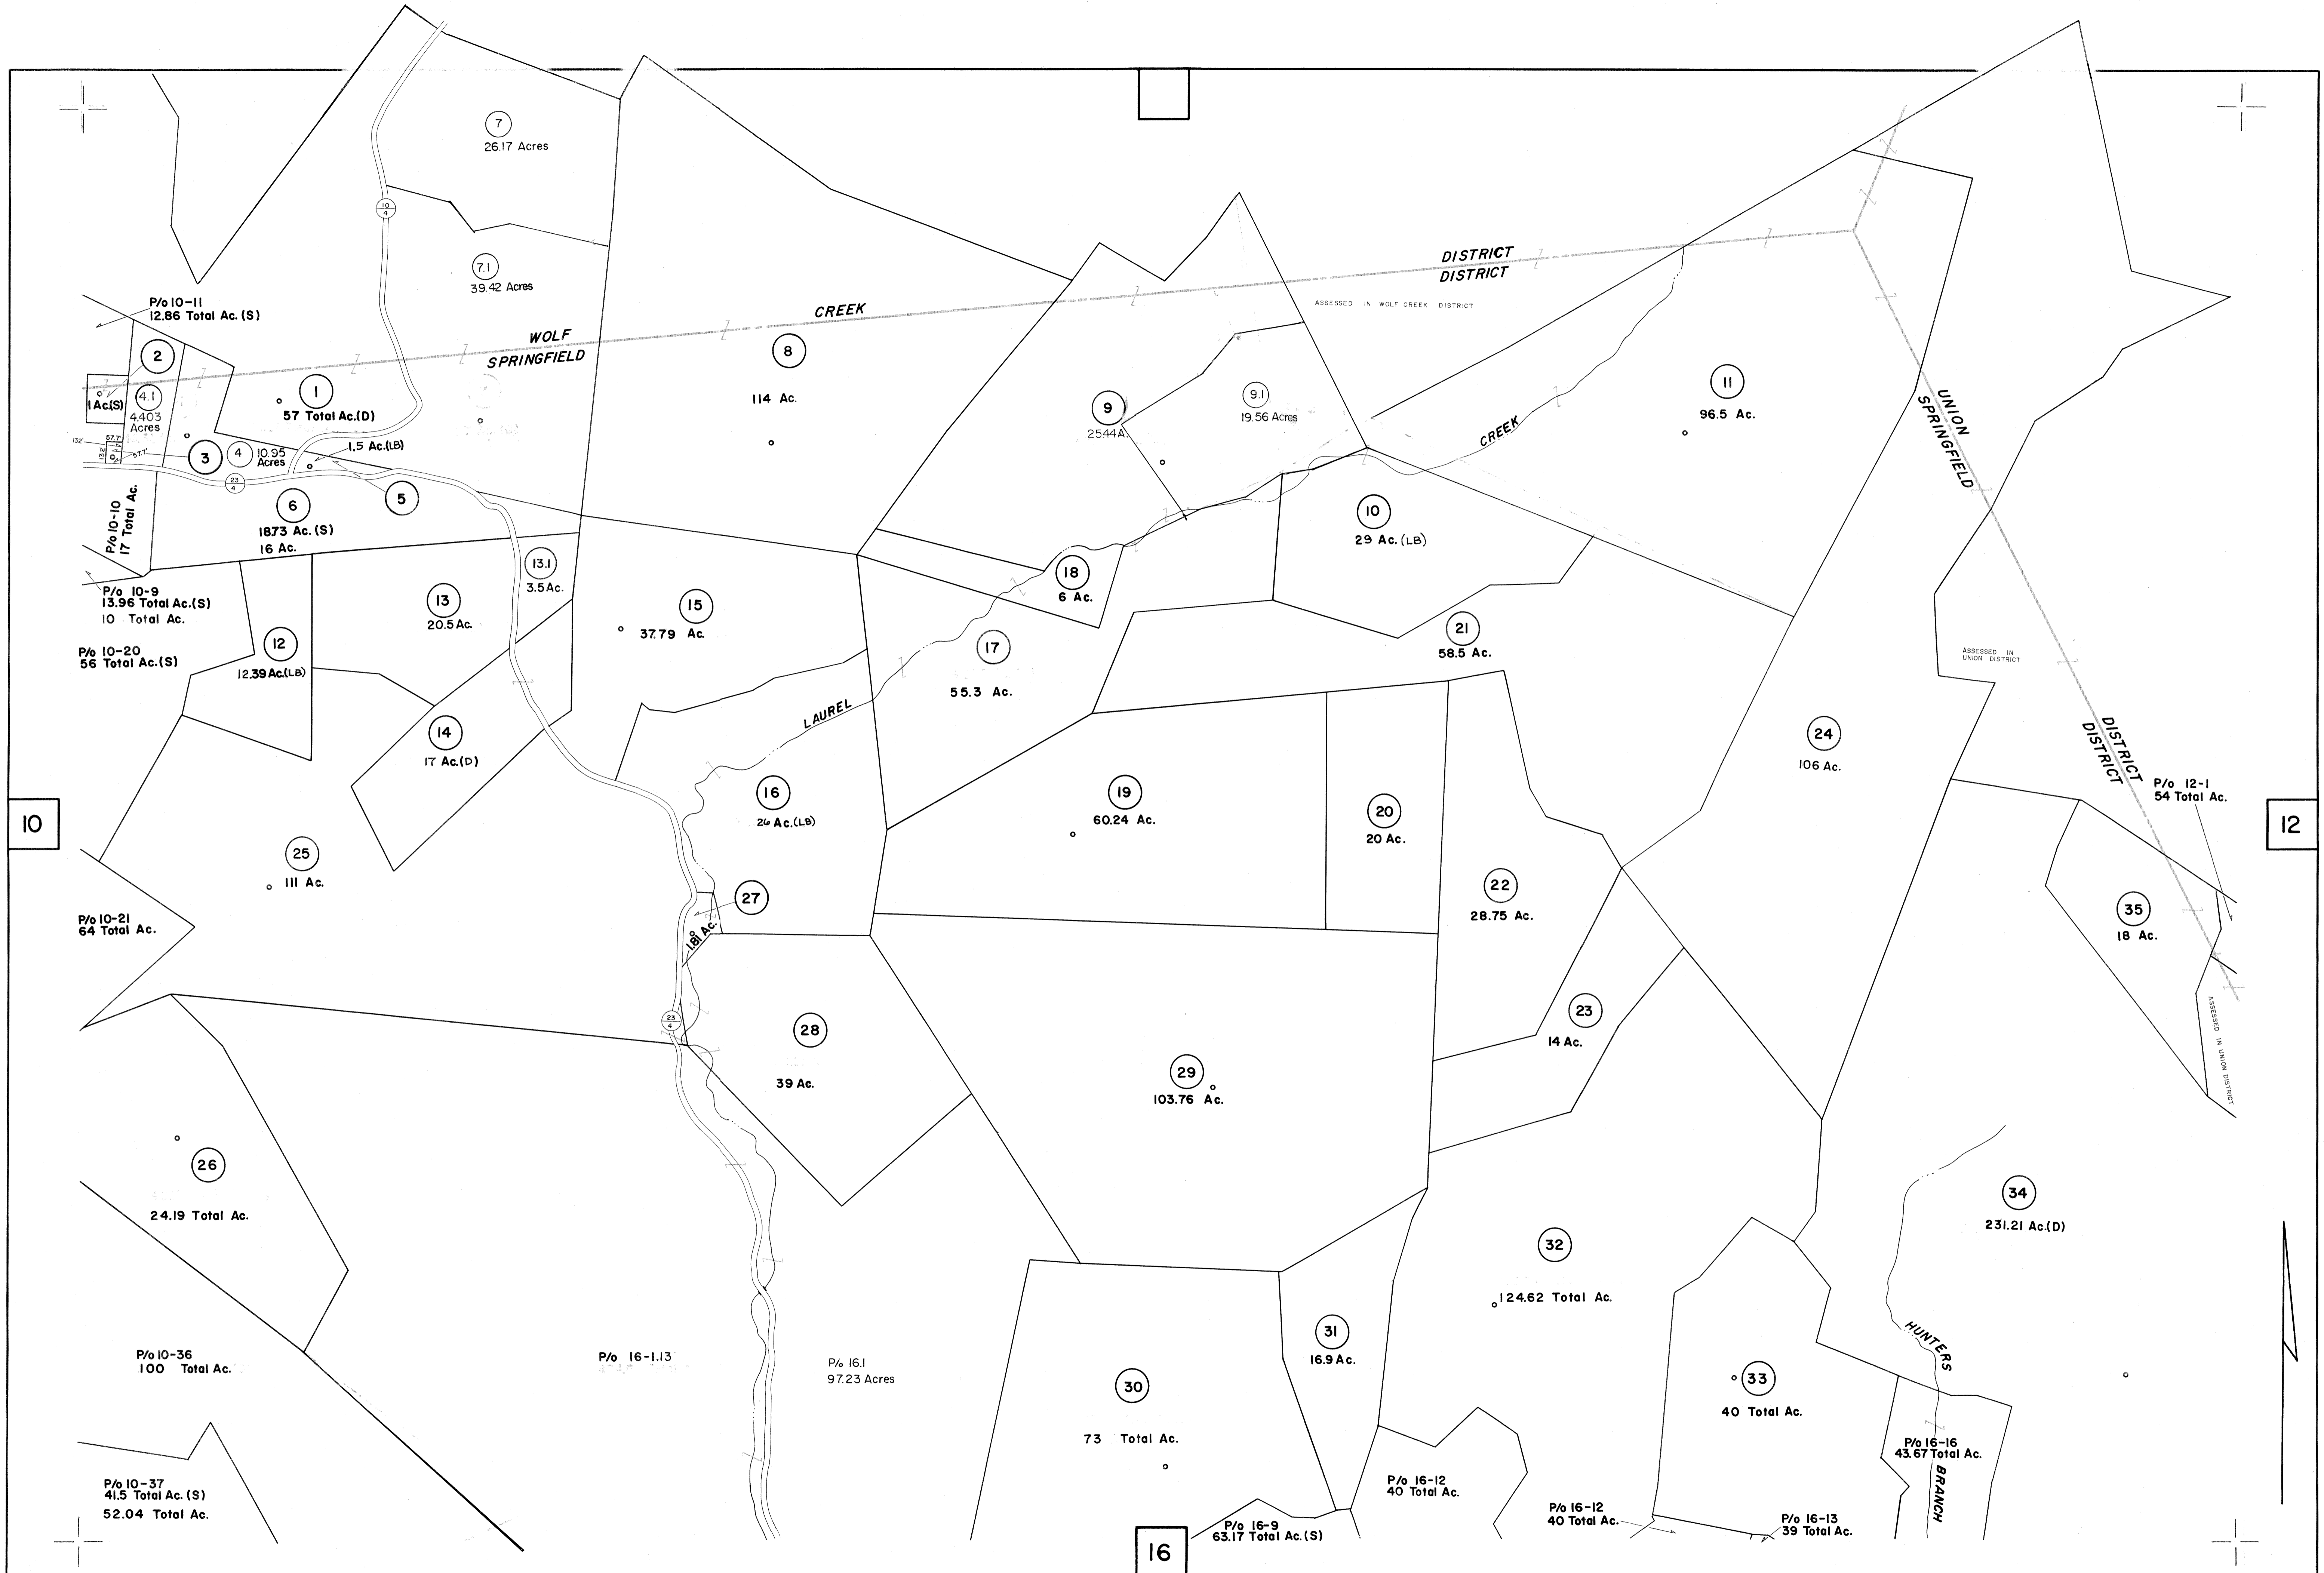 7
26.17 Acres
10
4
7.1
39.42 Acres
DISTRICT
DISTRICT
ASSESSED IN WOLF CREEK DISTRICT
P/o 10-11
12.86 Total Ac. (S)
WOLF
CREEK
SPRINGFIELD
2
1 Ac.(S)
4.1
4.403
Acres
1
57 Total Ac.(D)
8
114 Ac.
9
25.44 A.
9.1
19.56 Acres
CREEK
11
96.5 Ac.
UNION
SPRINGFIELD
132'
57.7'
13.2'
57.7'
3
4
10.95
Acres
1.5 Ac.(LB)
23
4
5
6
18.73 Ac. (S)
16 Ac.
P/o 10-10
17 Total Ac.
10
29 Ac. (LB)
13.1
3.5 Ac.
18
6 Ac.
P/o 10-9
13.96 Total Ac.(S)
10 Total Ac.
13
20.5 Ac.
15
37.79 Ac.
12
12.39 Ac.(LB)
P/o 10-20
56 Total Ac.(S)
17
55.3 Ac.
21
58.5 Ac.
ASSESSED IN
UNION DISTRICT
LAUREL
14
17 Ac.(D)
24
106 Ac.
DISTRICT
DISTRICT
P/o 12-1
54 Total Ac.
10
16
26 Ac.(LB)
19
60.24 Ac.
20
20 Ac.
12
25
111 Ac.
22
28.75 Ac.
27
1.81 Ac.
P/o 10-21
64 Total Ac.
35
18 Ac.
ASSESSED IN UNION DISTRICT
23
4
28
39 Ac.
23
14 Ac.
29
103.76 Ac.
26
24.19 Total Ac.
34
231.21 Ac.(D)
32
124.62 Total Ac.
31
16.9 Ac.
HUNTERS
P/o 10-36
100 Total Ac.
P/o 16-1.13
P/o 16.1
97.23 Acres
30
73 Total Ac.
33
40 Total Ac.
P/o 16-16
43.67 Total Ac.
BRANCH
P/o 10-37
41.5 Total Ac. (S)
52.04 Total Ac.
P/o 16-12
40 Total Ac.
P/o 16-9
63.17 Total Ac. (S)
P/o 16-12
40 Total Ac.
P/o 16-13
39 Total Ac.
16